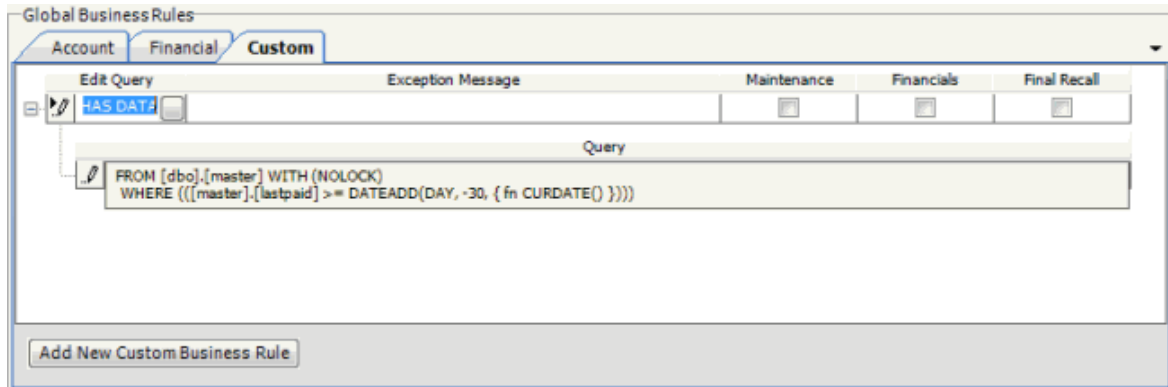 Global Business Rules
Account Financial Custom
Edit Query Exception Message Maintenance Financials Final Recall
HAS DATA
Query
FROM [dbo].[master] WITH (NOLOCK)
WHERE (([master].[lastpaid] >= DATEADD(DAY, -30, { fn CURDATE() })))
Add New Custom Business Rule